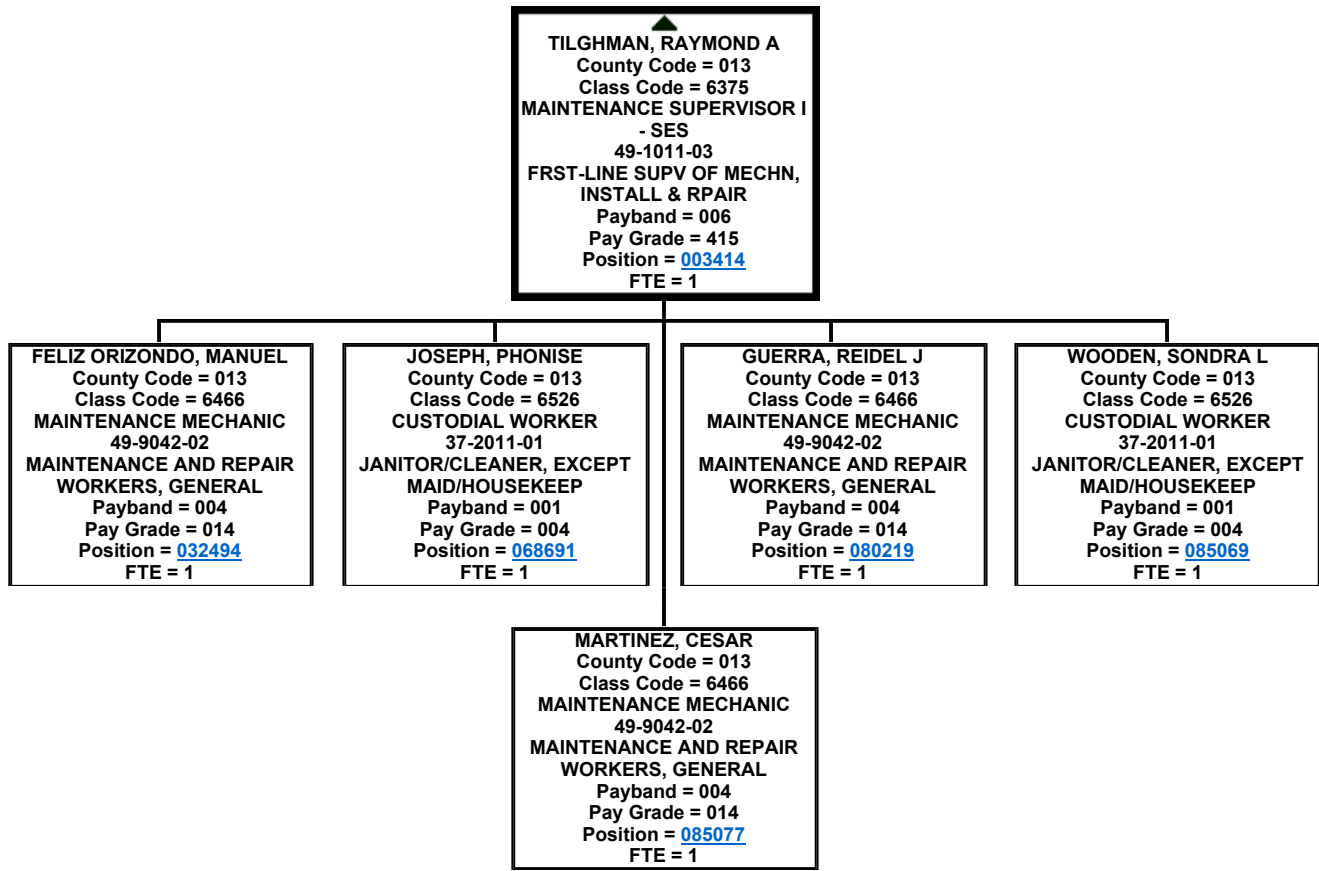 TILGHMAN, RAYMOND A
County Code = 013
Class Code = 6375
MAINTENANCE SUPERVISOR I
- SES
49-1011-03
FRST-LINE SUPV OF MECHN,
INSTALL & RPAIR
Payband = 006
Pay Grade = 415
Position = 003414
FTE = 1
FELIZ ORIZONDO, MANUEL
County Code = 013
Class Code = 6466
MAINTENANCE MECHANIC
49-9042-02
MAINTENANCE AND REPAIR
WORKERS, GENERAL
Payband = 004
Pay Grade = 014
Position = 032494
FTE = 1
JOSEPH, PHONISE
County Code = 013
Class Code = 6526
CUSTODIAL WORKER
37-2011-01
JANITOR/CLEANER, EXCEPT
MAID/HOUSEKEEP
Payband = 001
Pay Grade = 004
Position = 068691
FTE = 1
GUERRA, REIDEL J
County Code = 013
Class Code = 6466
MAINTENANCE MECHANIC
49-9042-02
MAINTENANCE AND REPAIR
WORKERS, GENERAL
Payband = 004
Pay Grade = 014
Position = 080219
FTE = 1
WOODEN, SONDRA L
County Code = 013
Class Code = 6526
CUSTODIAL WORKER
37-2011-01
JANITOR/CLEANER, EXCEPT
MAID/HOUSEKEEP
Payband = 001
Pay Grade = 004
Position = 085069
FTE = 1
MARTINEZ, CESAR
County Code = 013
Class Code = 6466
MAINTENANCE MECHANIC
49-9042-02
MAINTENANCE AND REPAIR
WORKERS, GENERAL
Payband = 004
Pay Grade = 014
Position = 085077
FTE = 1